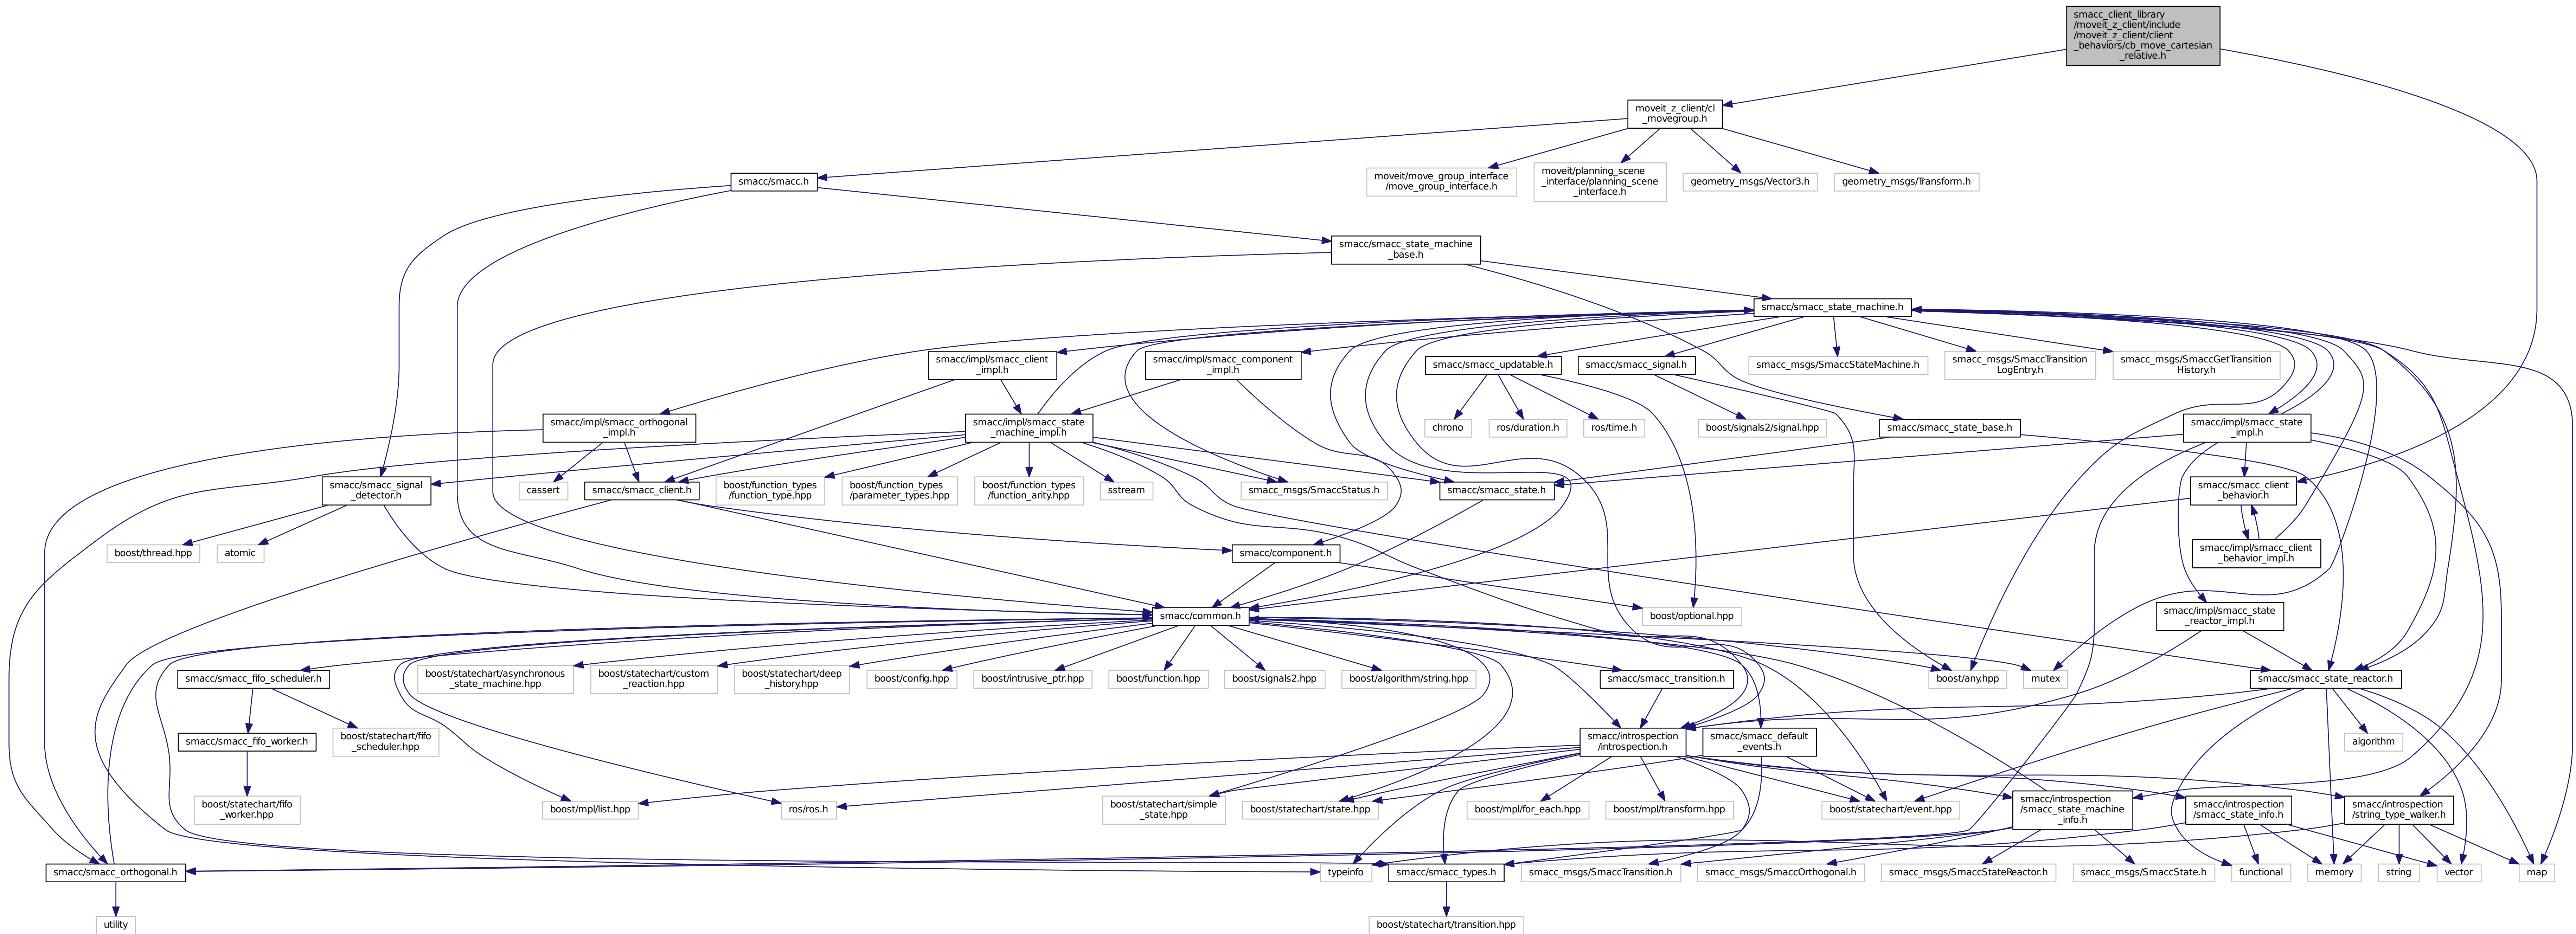 smacc_client_library
/moveit_z_client/include
/moveit_z_client/client
_behaviors/cb_move_cartesian
_relative.h
moveit_z_client/cl
_movegroup.h
smacc/smacc.h
moveit/move_group_interface
/move_group_interface.h
moveit/planning_scene
_interface/planning_scene
_interface.h
geometry_msgs/Vector3.h
geometry_msgs/Transform.h
smacc/smacc_state_machine
_base.h
smacc/smacc_state_machine.h
smacc/impl/smacc_client
_impl.h
smacc/impl/smacc_component
_impl.h
smacc/smacc_updatable.h
smacc/smacc_signal.h
smacc_msgs/SmaccStateMachine.h
smacc_msgs/SmaccTransition
LogEntry.h
smacc_msgs/SmaccGetTransition
History.h
smacc/impl/smacc_orthogonal
_impl.h
smacc/impl/smacc_state
_machine_impl.h
chrono
ros/duration.h
ros/time.h
boost/signals2/signal.hpp
smacc/smacc_state_base.h
smacc/impl/smacc_state
_impl.h
smacc/smacc_signal
_detector.h
cassert
smacc/smacc_client.h
boost/function_types
/function_type.hpp
boost/function_types
/parameter_types.hpp
boost/function_types
/function_arity.hpp
sstream
smacc_msgs/SmaccStatus.h
smacc/smacc_state.h
smacc/smacc_client
_behavior.h
boost/thread.hpp
atomic
smacc/component.h
smacc/impl/smacc_client
_behavior_impl.h
smacc/common.h
boost/optional.hpp
smacc/impl/smacc_state
_reactor_impl.h
smacc/smacc_fifo_scheduler.h
boost/statechart/asynchronous
_state_machine.hpp
boost/statechart/custom
_reaction.hpp
boost/statechart/deep
_history.hpp
boost/config.hpp
boost/intrusive_ptr.hpp
boost/function.hpp
boost/signals2.hpp
boost/algorithm/string.hpp
smacc/smacc_transition.h
boost/any.hpp
mutex
smacc/smacc_state_reactor.h
smacc/smacc_fifo_worker.h
boost/statechart/fifo
_scheduler.hpp
smacc/introspection
/introspection.h
smacc/smacc_default
_events.h
algorithm
boost/statechart/fifo
_worker.hpp
boost/mpl/list.hpp
ros/ros.h
boost/statechart/simple
_state.hpp
boost/statechart/state.hpp
boost/mpl/for_each.hpp
boost/mpl/transform.hpp
boost/statechart/event.hpp
smacc/introspection
/smacc_state_machine
_info.h
smacc/introspection
/smacc_state_info.h
smacc/introspection
/string_type_walker.h
smacc/smacc_orthogonal.h
typeinfo
smacc/smacc_types.h
smacc_msgs/SmaccTransition.h
smacc_msgs/SmaccOrthogonal.h
smacc_msgs/SmaccStateReactor.h
smacc_msgs/SmaccState.h
functional
memory
string
vector
map
utility
boost/statechart/transition.hpp